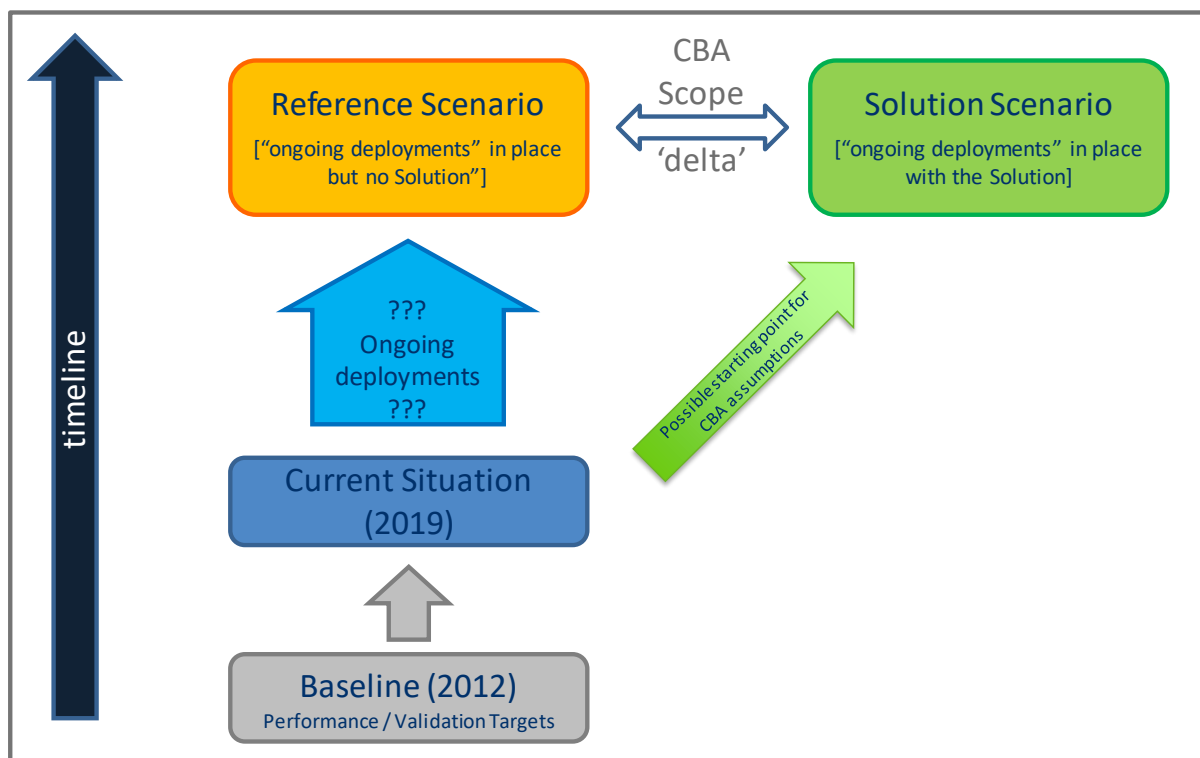 CBA
Scope
‘delta’
Reference Scenario
[“ongoing deployments” in place
but no Solution”]
Solution Scenario
[“ongoing deployments” in place
with the Solution]
timeline
???
Ongoing
deployments
???
Possible starting point for
CBA assumptions
Current Situation
(2019)
Baseline (2012)
Performance / Validation Targets